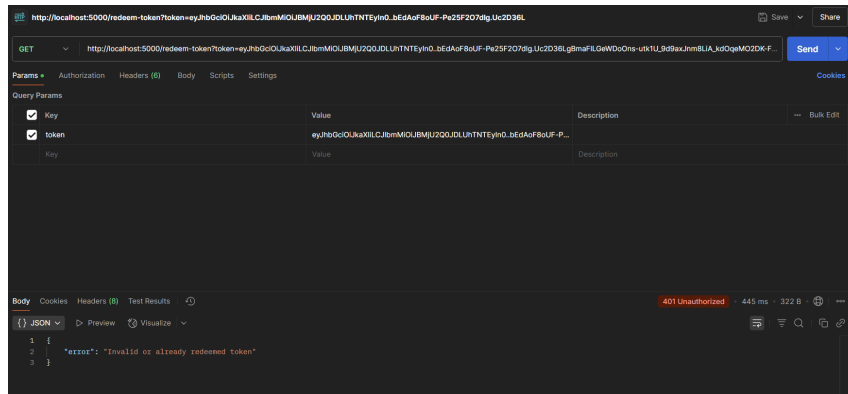 http://localhost:5000/redeem-token?token=eyJhbGciOiJkaXIiLCJlbmMiOiJBMjU2Q0JDLUhTNTEyIn0..bEdAoF8oUF-Pe25F2O7dlg.Uc2D36L
Save
Share
GET
http://localhost:5000/redeem-token?token=eyJhbGciOiJkaXIiLCJlbmMiOiJBMjU2Q0JDLUhTNTEyIn0..bEdAoF8oUF-Pe25F2O7dlg.Uc2D36LgBmaFlLGeWDoOns-utk1U_9d9axJnm8LiA_kdOqeMO2DK-F...
Send
Params Authorization Headers (6) Body Scripts Settings
Cookies
Query Params
Key Value Description ... Bulk Edit
token eyJhbGciOiJkaXIiLCJlbmMiOiJBMjU2Q0JDLUhTNTEyIn0..bEdAoF8oUF-P...
Key Value Description
Body Cookies Headers (8) Test Results
401 Unauthorized 445 ms 322 B
{} JSON Preview Visualize
1 {
2 "error": "Invalid or already redeemed token"
3 }